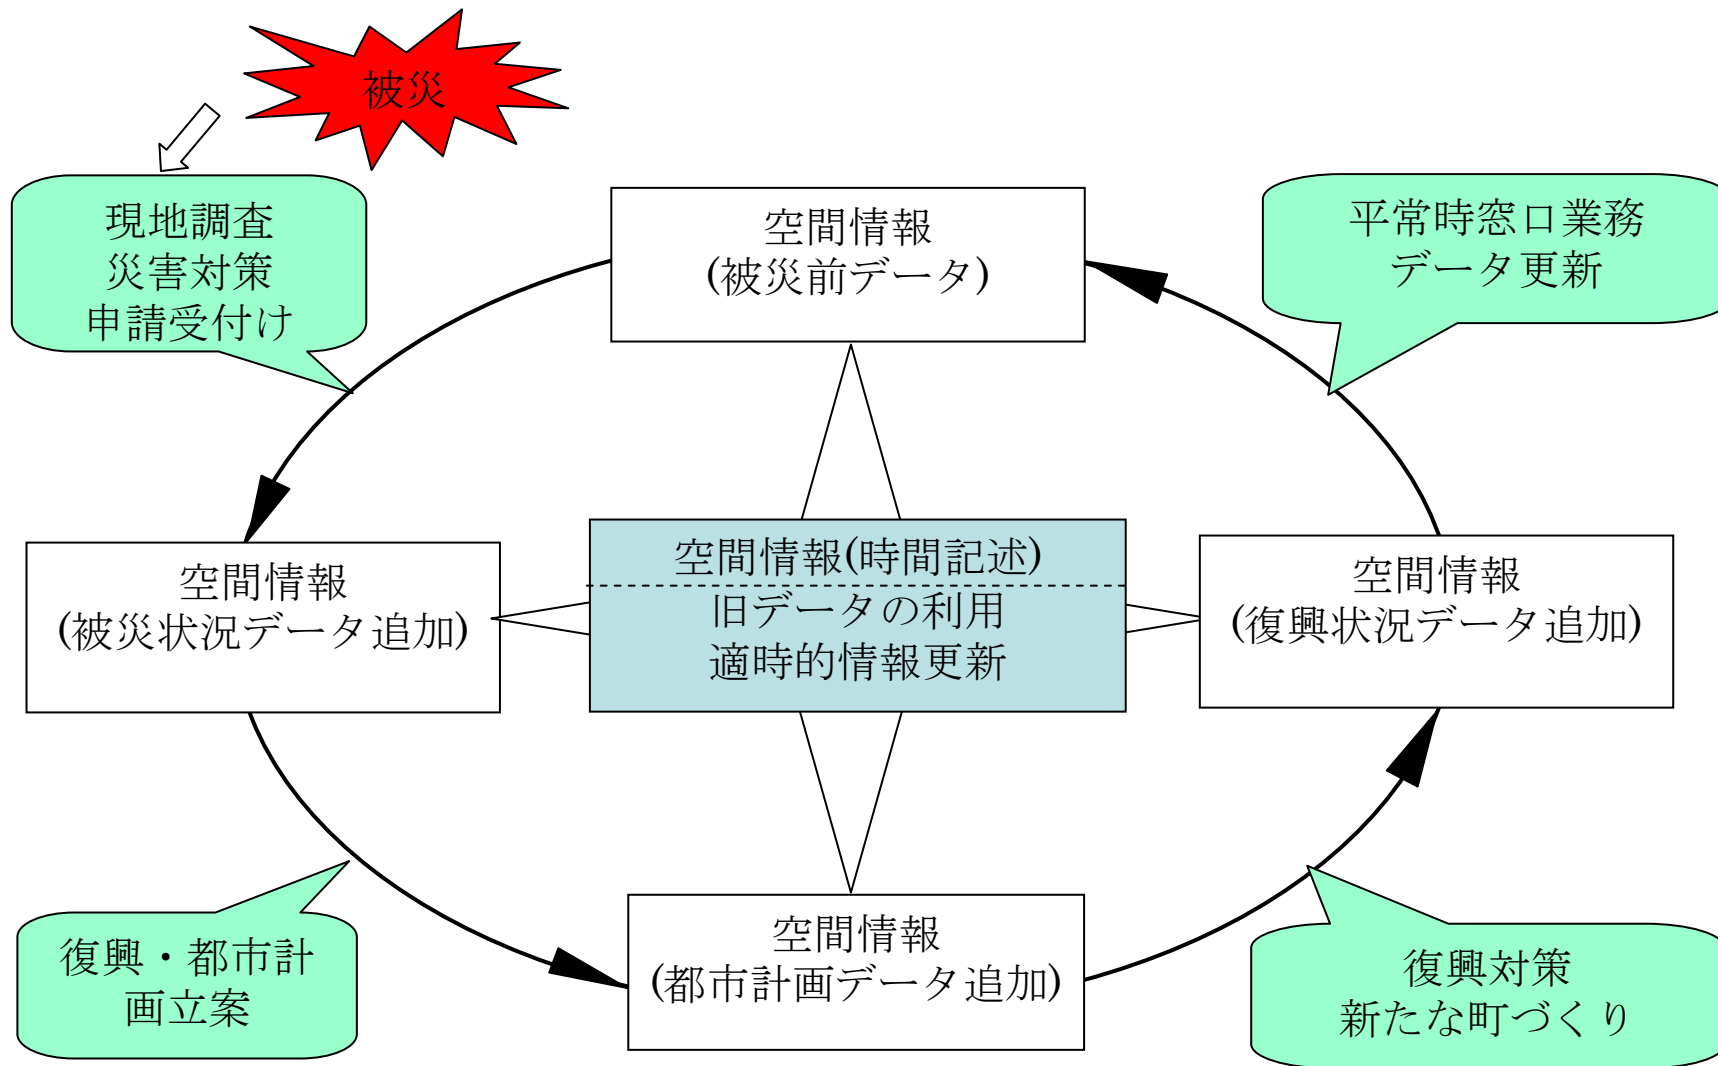 被災
現地調査
災害対策
申請受付け
空間情報
(被災前データ)
平常時窓口業務
データ更新
空間情報
(被災状況データ追加)
空間情報(時間記述)
旧データの利用
適時的情報更新
空間情報
(復興状況データ追加)
復興・都市計
画立案
空間情報
(都市計画データ追加)
復興対策
新たな町づくり